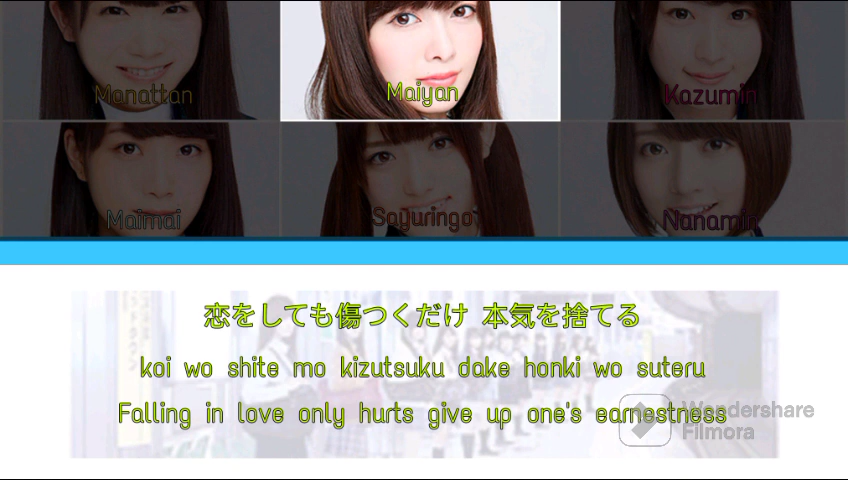 Manattan
Maiyan
Kazumin
Maimai
Sayuringo
Nanamin
恋をしても傷つくだけ 本気を捨てる
koi wo shite mo kizutsuku dake honki wo suteru
Falling in love only hurts give up one's earnestness
Wondershare
Filmora